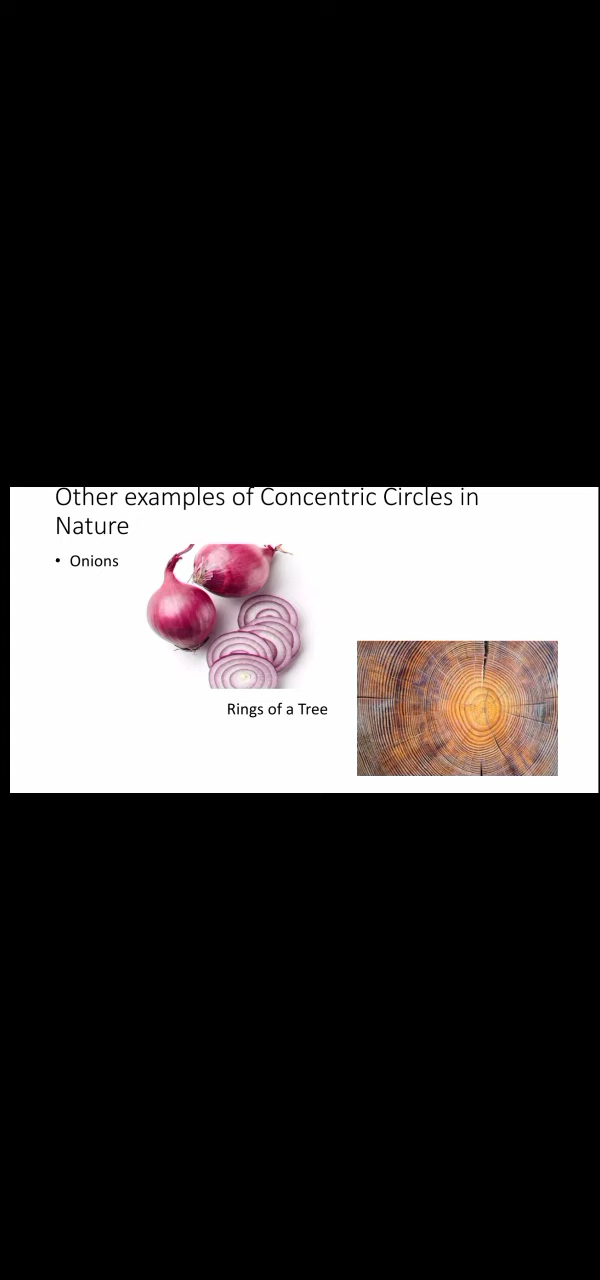 Other examples of Concentric Circles in
Nature
• Onions
Rings of a Tree